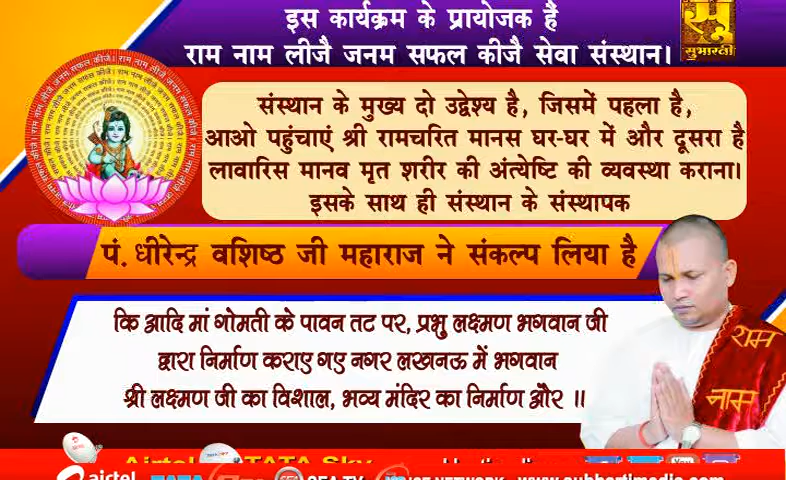 इस कार्यक्रम के प्रायोजक हैं
राम नाम लीजै जनम सफल कीजै सेवा संस्थान।
सुभारती
संस्थान के मुख्य दो उद्वेश्य है, जिसमें पहला है,
आओ पहुंचाएं श्री रामचरित मानस घर-घर में और दूसरा है
लावारिस मानव मृत शरीर की अंत्येष्टि की व्यवस्था कराना।
इसके साथ ही संस्थान के संस्थापक
पं. धीरेन्द्र वशिष्ठ जी महाराज ने संकल्प लिया है
कि आदि मां गोमती के पावन तट पर, प्रभु लक्ष्मण भगवान जी
द्वारा निर्माण कराए गए नगर लखनऊ में भगवान
श्री लक्ष्मण जी का विशाल, भव्य मंदिर का निर्माण और ॥
राम
नाम
airtel